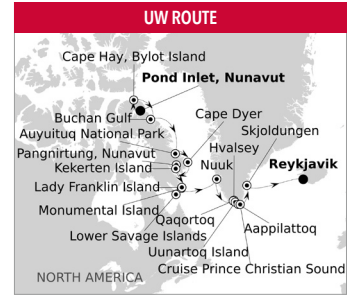 UW ROUTE
Cape Hay, Bylot Island
Pond Inlet, Nunavut
Buchan Gulf
Cape Dyer
Auyuituq National Park
Skjoldungen
Pangnirtung, Nunavut
Hvalsey
Kekerten Island
Nuuk
Reykjavik
Lady Franklin Island
Monumental Island
Qaqortoq
Aappilattoq
Lower Savage Islands
Uunartoq Island
Cruise Prince Christian Sound
NORTH AMERICA